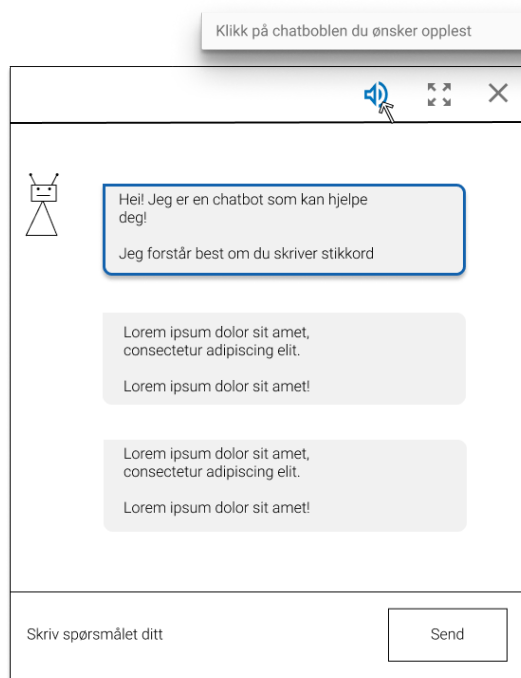 Klikk på chatboblen du ønsker opplest
Hei! Jeg er en chatbot som kan hjelpe
deg!
Jeg forstår best om du skriver stikkord
Lorem ipsum dolor sit amet,
consectetur adipiscing elit.
Lorem ipsum dolor sit amet!
Lorem ipsum dolor sit amet,
consectetur adipiscing elit.
Lorem ipsum dolor sit amet!
Skriv spørsmålet ditt
Send